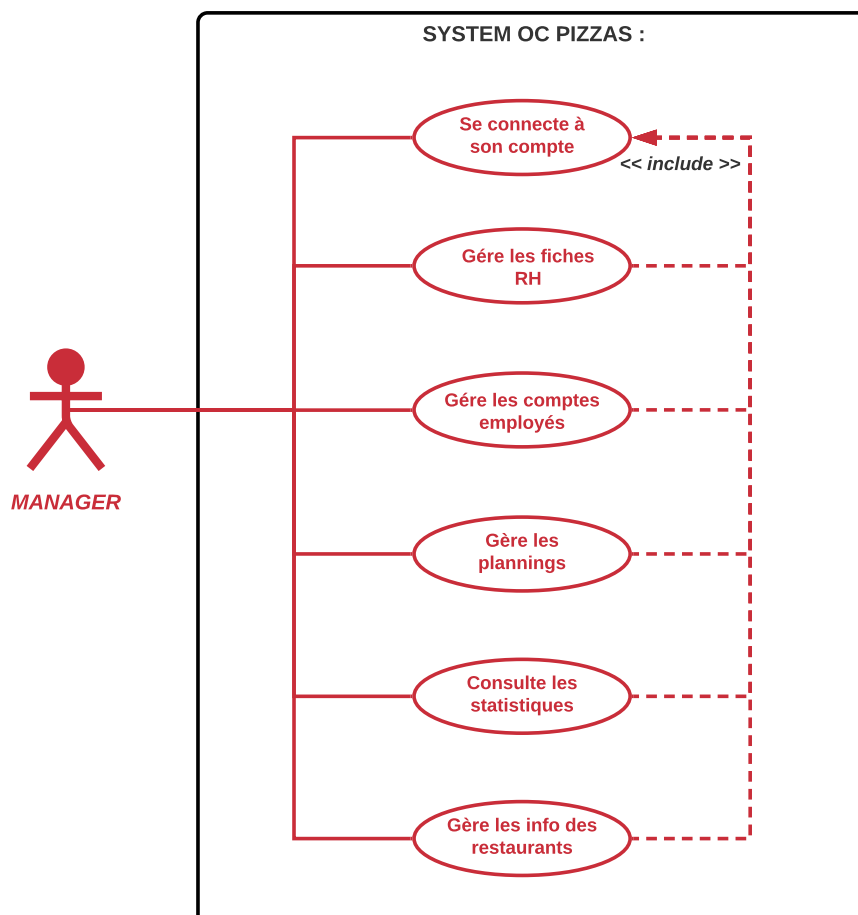 SYSTEM OC PIZZAS :
Se connecte à
son compte
<< include >>
Gére les fiches
RH
Gére les comptes
employés
MANAGER
Gère les
plannings
Consulte les
statistiques
Gère les info des
restaurants